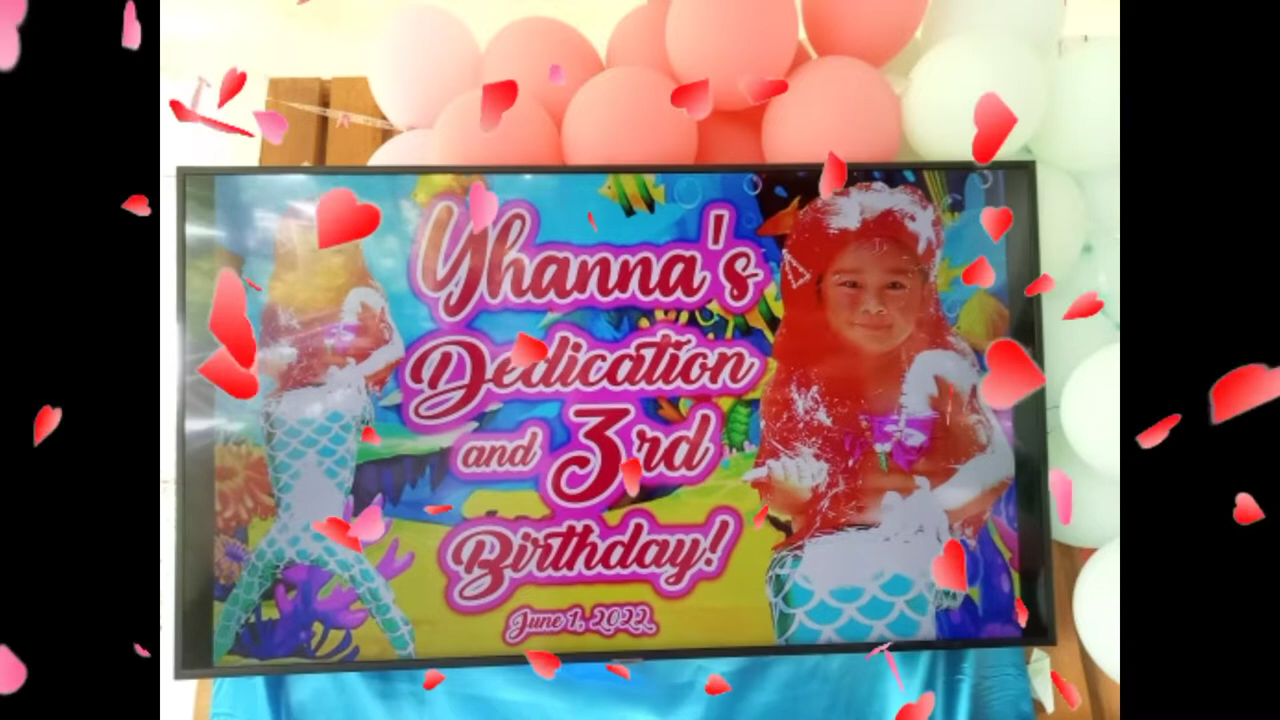 Yhanna's
Dedication
and 3rd
Birthday!
June 1, 2022